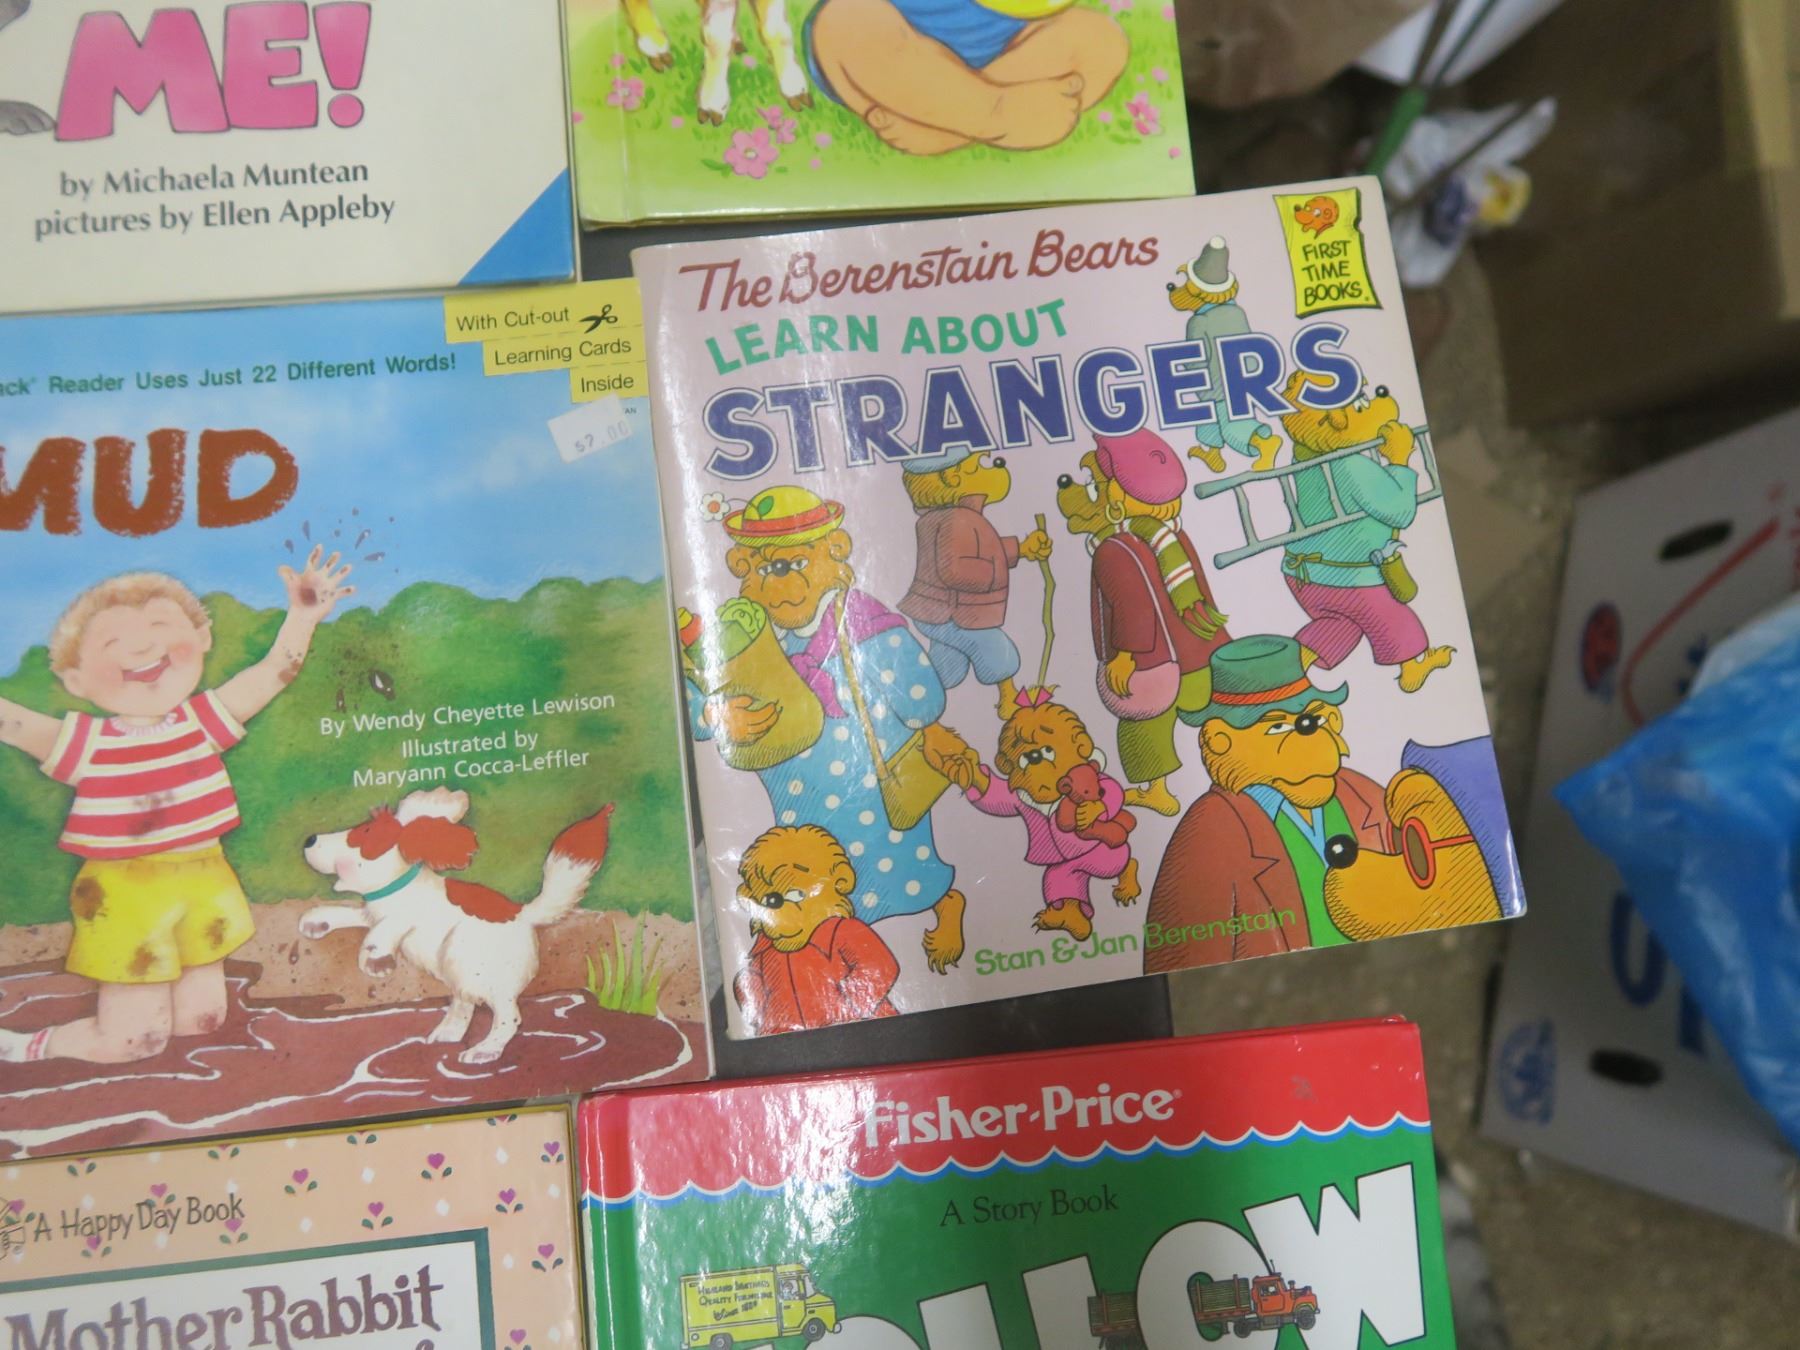 ME!
by Michaela Muntean
pictures by Ellen Appleby
With Cut-out
Learning Cards
Inside
Reader Uses Just 22 Different Words!
MUD
By Wendy Cheyette Lewison
Illustrated by
Maryann Cocca-Leffler
The Berenstain Bears
LEARN ABOUT
STRANGERS
FIRST
TIME
BOOKS®
Stan & Jan Berenstain
A Happy Day Book
Mother Rabbit
Fisher-Price®
A Story Book
QUALITY FURNITURE